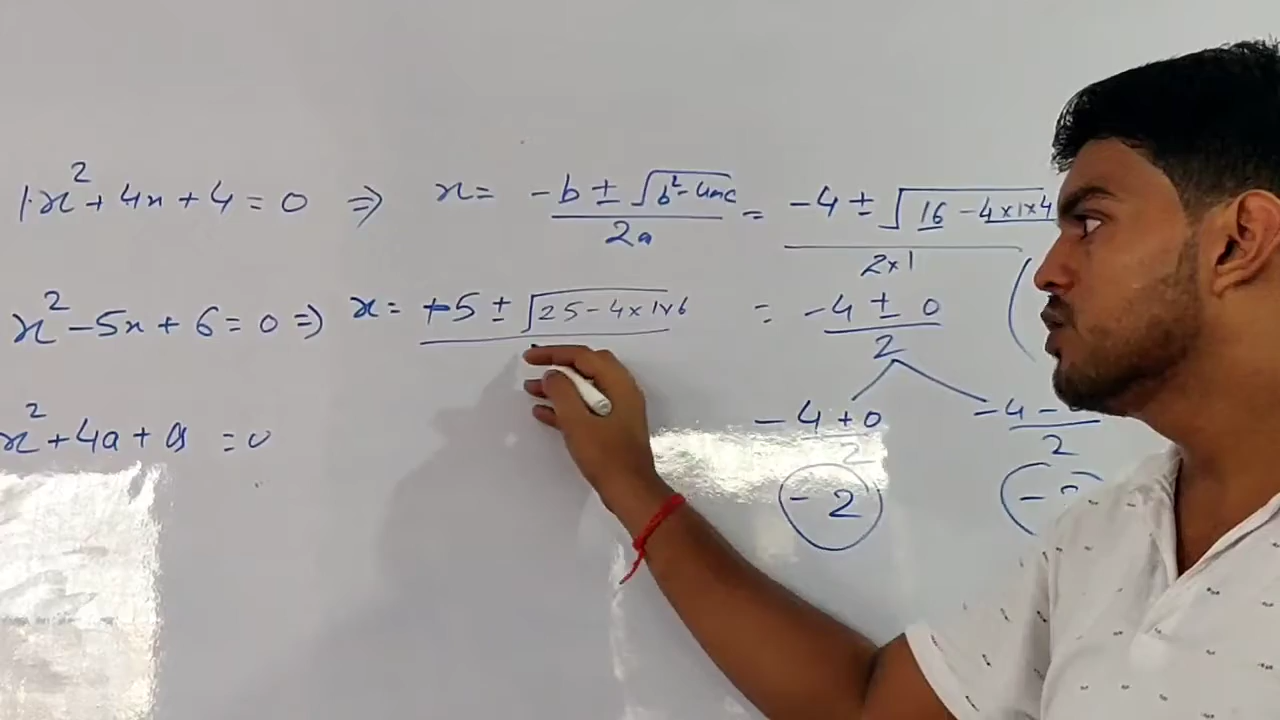 1·x² + 4x + 4 = 0 ⇒ x = (-b ± √(b² - 4ac))/2a = (-4 ± √(16 - 4×1×4))/(2×1)
x² - 5x + 6 = 0 ⇒ x = +5 ± √(25 - 4×1×6)
= (-4 ± 0)/2
(-4 + 0)/2
-2
x² + 4a + = 0